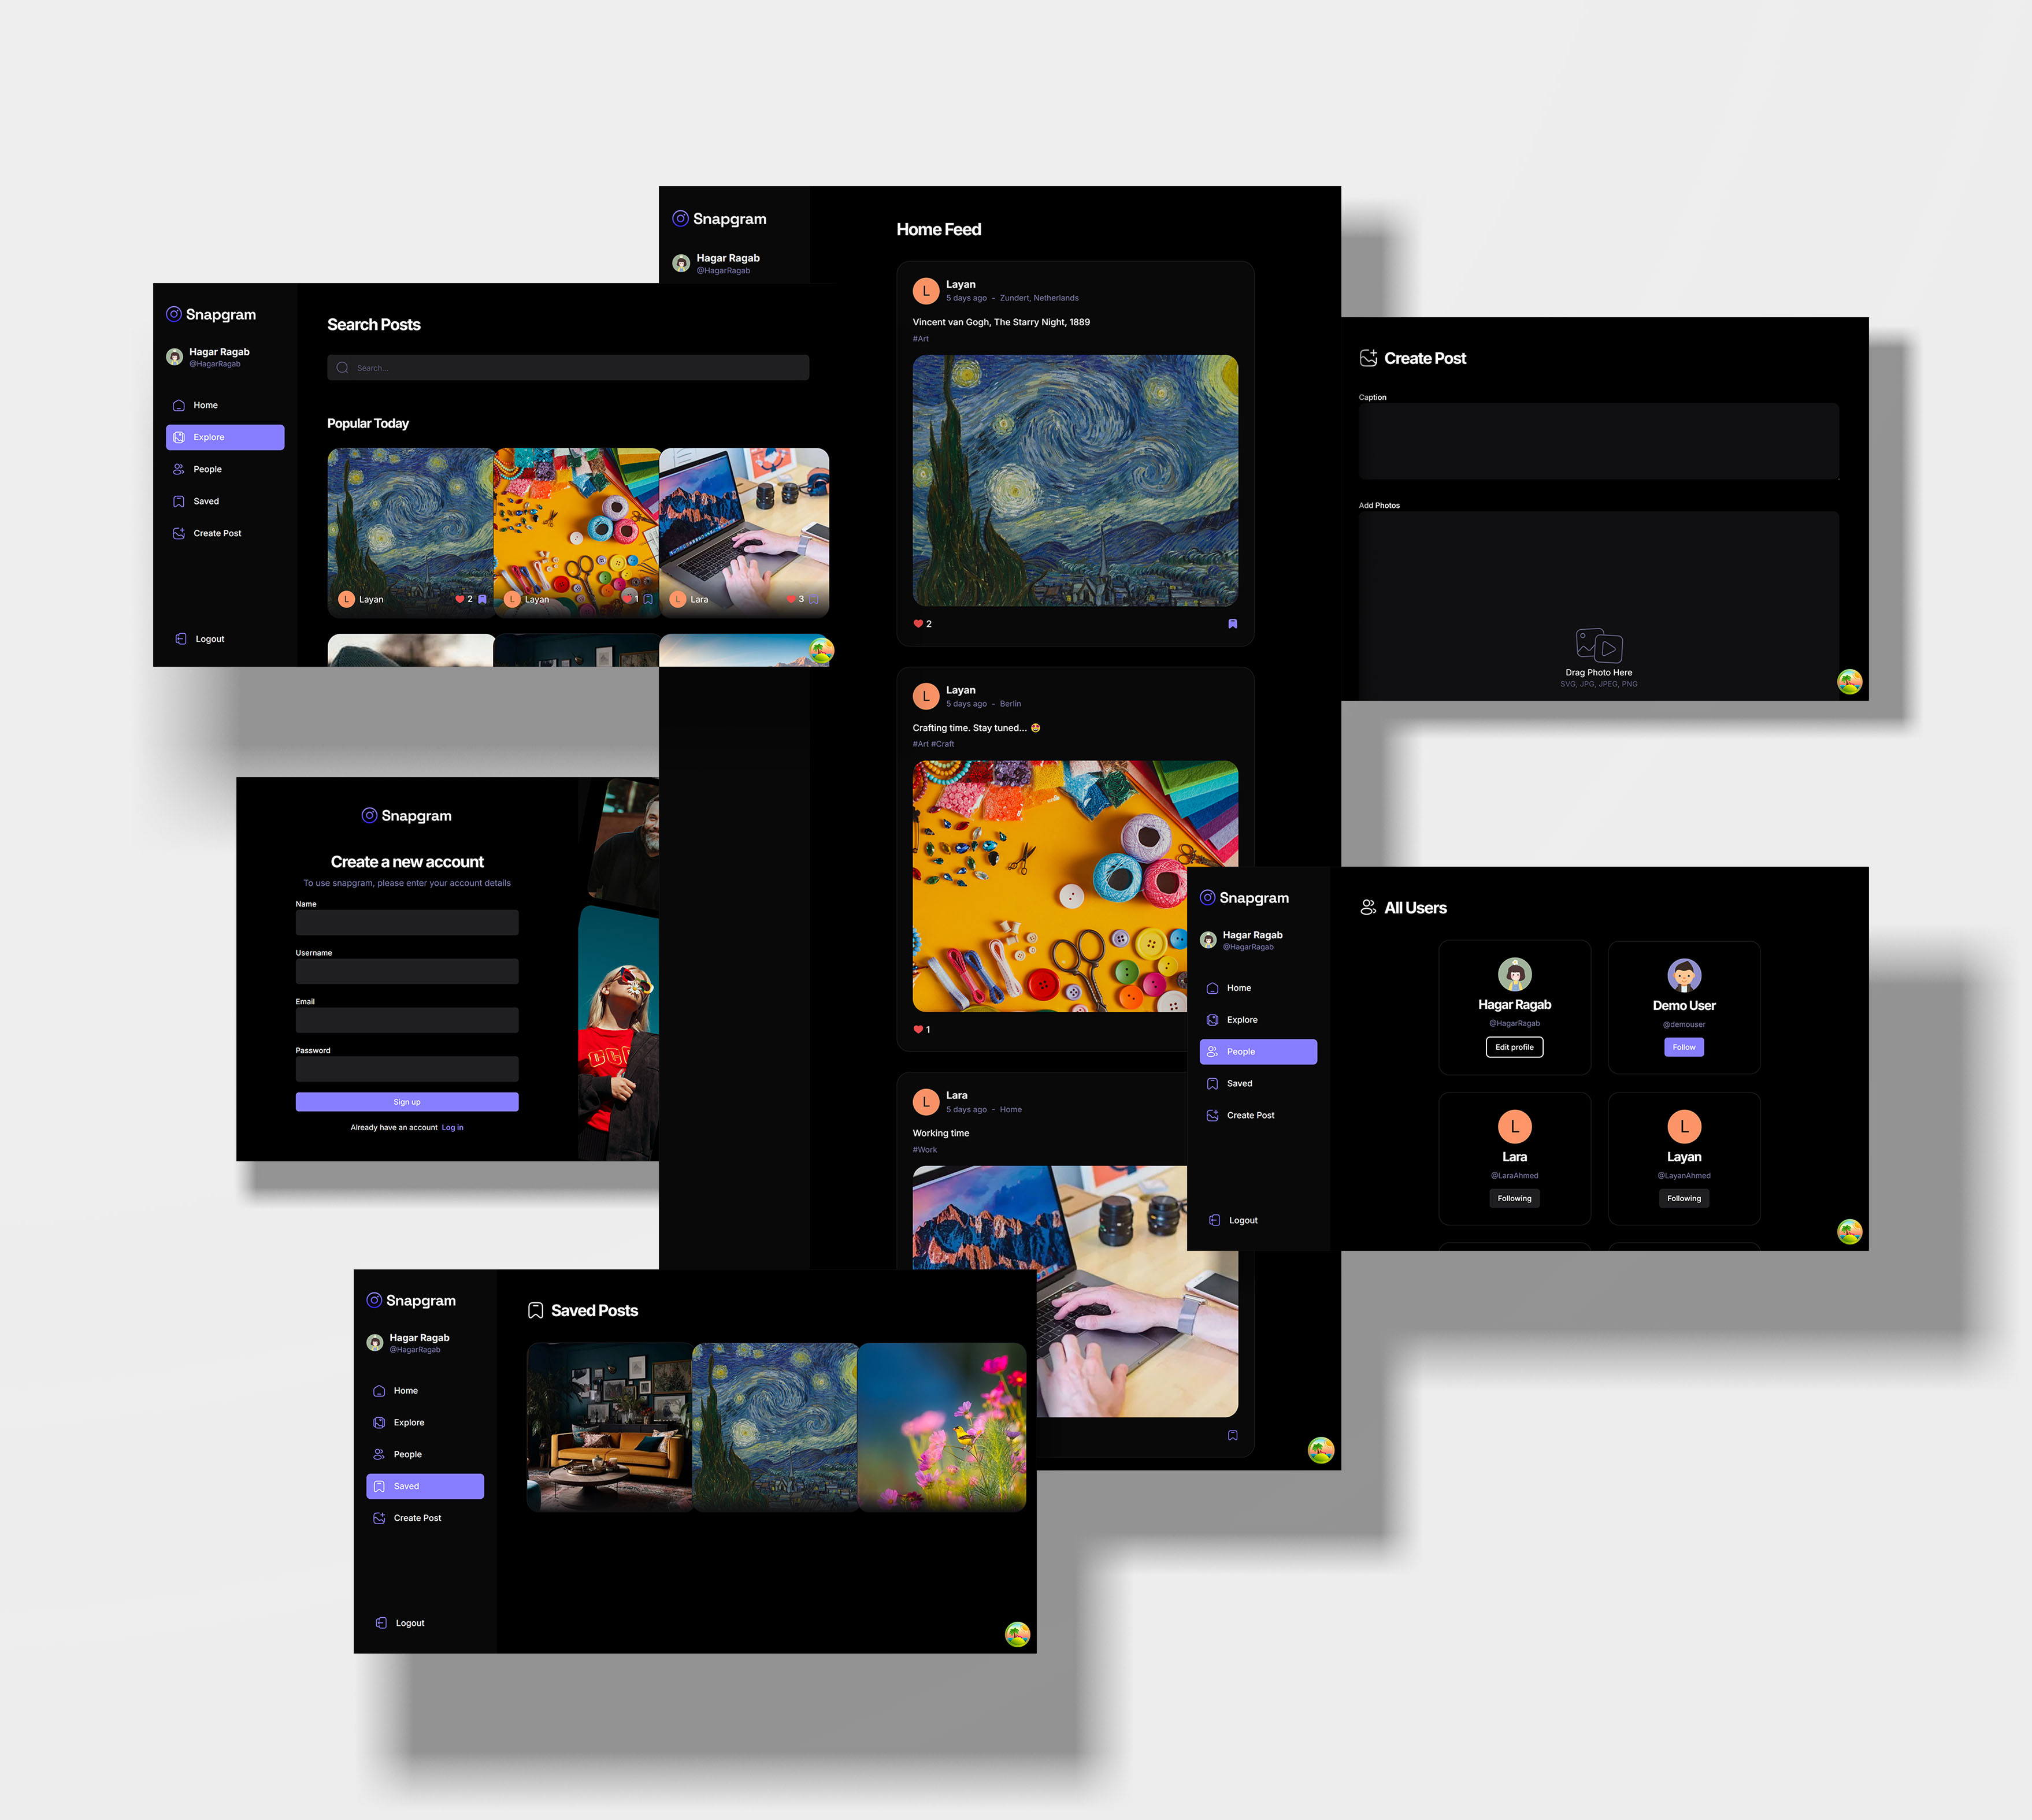 Snapgram
Hagar Ragab
@HagarRagab
Home Feed
L
Layan
5 days ago - Zundert, Netherlands
Vincent van Gogh, The Starry Night, 1889
#Art
2
L
Layan
5 days ago - Berlin
Crafting time. Stay tuned... 😍
#Art #Craft
1
L
Lara
5 days ago - Home
Working time
#Work
Snapgram
Hagar Ragab
@HagarRagab
Home
Explore
People
Saved
Create Post
Logout
Search Posts
Search...
Popular Today
L Layan 2
L Layan 1
L Lara 3
Create Post
Caption
Add Photos
Drag Photo Here
SVG, JPG, JPEG, PNG
Snapgram
Create a new account
To use snapgram, please enter your account details
Name
Username
Email
Password
Sign up
Already have an account Log in
Snapgram
Hagar Ragab
@HagarRagab
Home
Explore
People
Saved
Create Post
Logout
All Users
Hagar Ragab
@HagarRagab
Edit profile
Demo User
@demouser
Follow
L
Lara
@LaraAhmed
Following
L
Layan
@LayanAhmed
Following
Snapgram
Hagar Ragab
@HagarRagab
Home
Explore
People
Saved
Create Post
Logout
Saved Posts